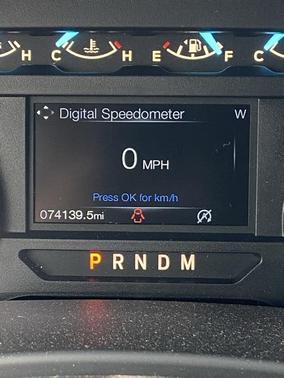 H C H E F C
Digital Speedometer W
0 MPH
Press OK for km/h
074139.5mi
P R N D M